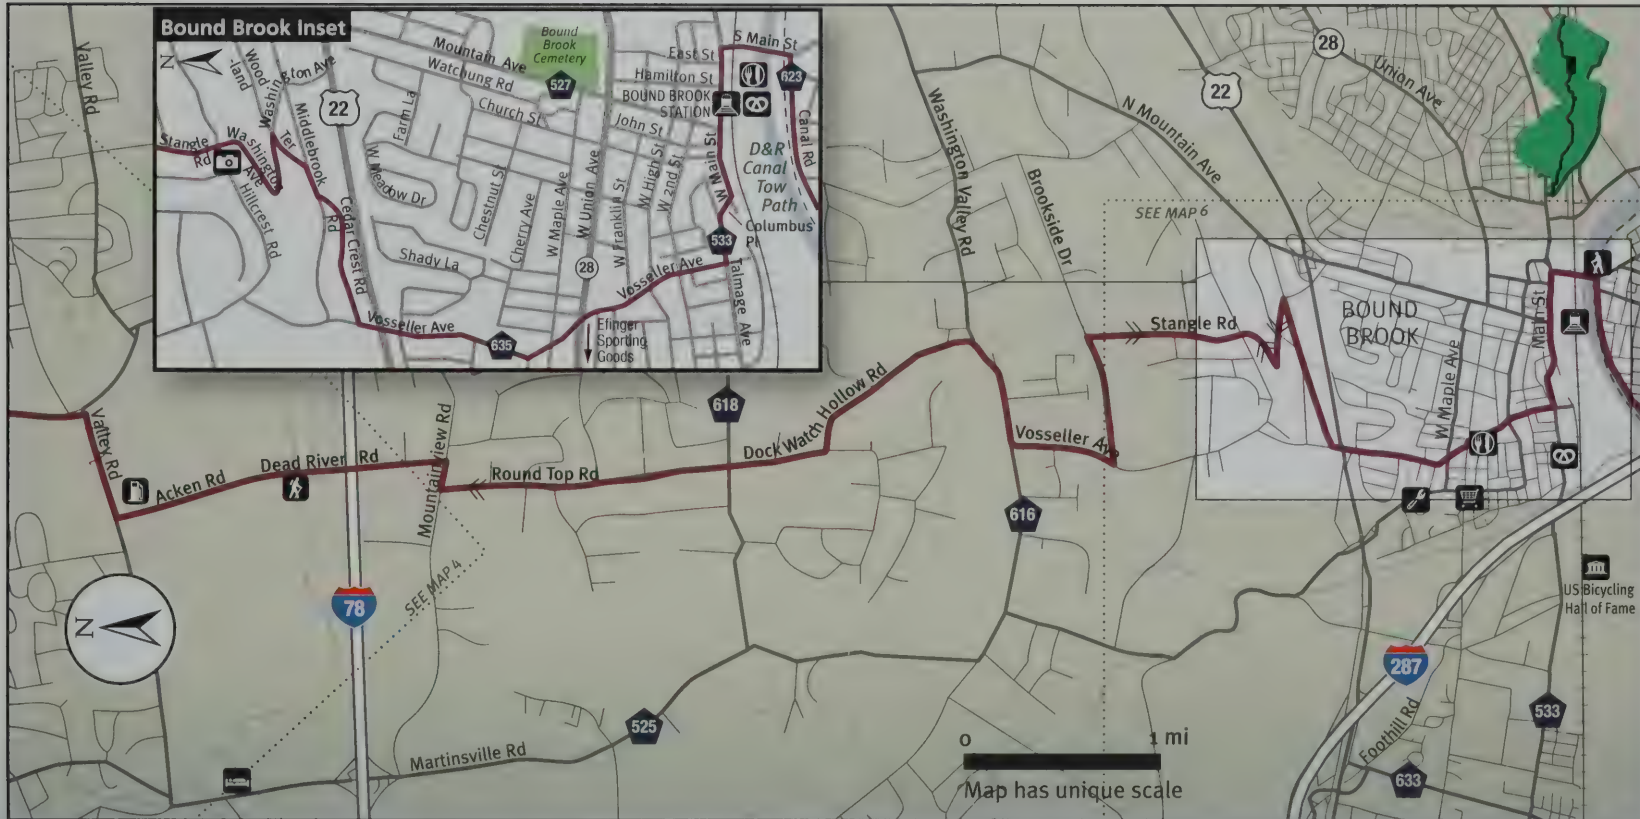 Bound Brook Inset
N
Valley Rd
Wood
-land
Washington Ave
Stangle
Rd
Washington
Ave
Ter
Middlebrook
Rd
Hillcrest Rd
22
Cedar Crest Rd
Mountain Ave
Watchung Rd
Bound
Brook
Cemetery
527
Farm La
Church St
W Meadow Dr
Chestnut St
Cherry Ave
W Maple Ave
W Union Ave
Shady La
Vosseller Ave
635
28
Efinger
Sporting
Goods
John St
W Franklin St
W High St
W 2nd St
Vosseller Ave
East St
Hamilton St
BOUND BROOK
STATION
S Main St
623
W Main St
Canal Rd
D&R
Canal
Tow
Path
Columbus
Pl
533
Talmage Ave
Washington Valley Rd
N Mountain Ave
22
28
Union Ave
Brookside Dr
SEE MAP 6
Stangle Rd
BOUND
BROOK
Main St
W Maple Ave
Valley Rd
Acken Rd
Dead River Rd
Mountainview Rd
Round Top Rd
618
Dock Watch Hollow Rd
Vosseller Ave
616
SEE MAP 4
N
78
525
Martinsville Rd
0
1 mi
Map has unique scale
US Bicycling
Hall of Fame
287
Foothill Rd
633
533